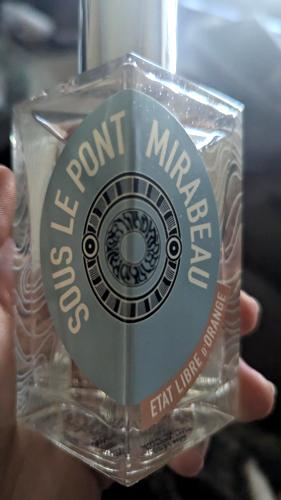 SOUS LE PONT MIRABEAU
ETAT LIBRE D'ORANGE